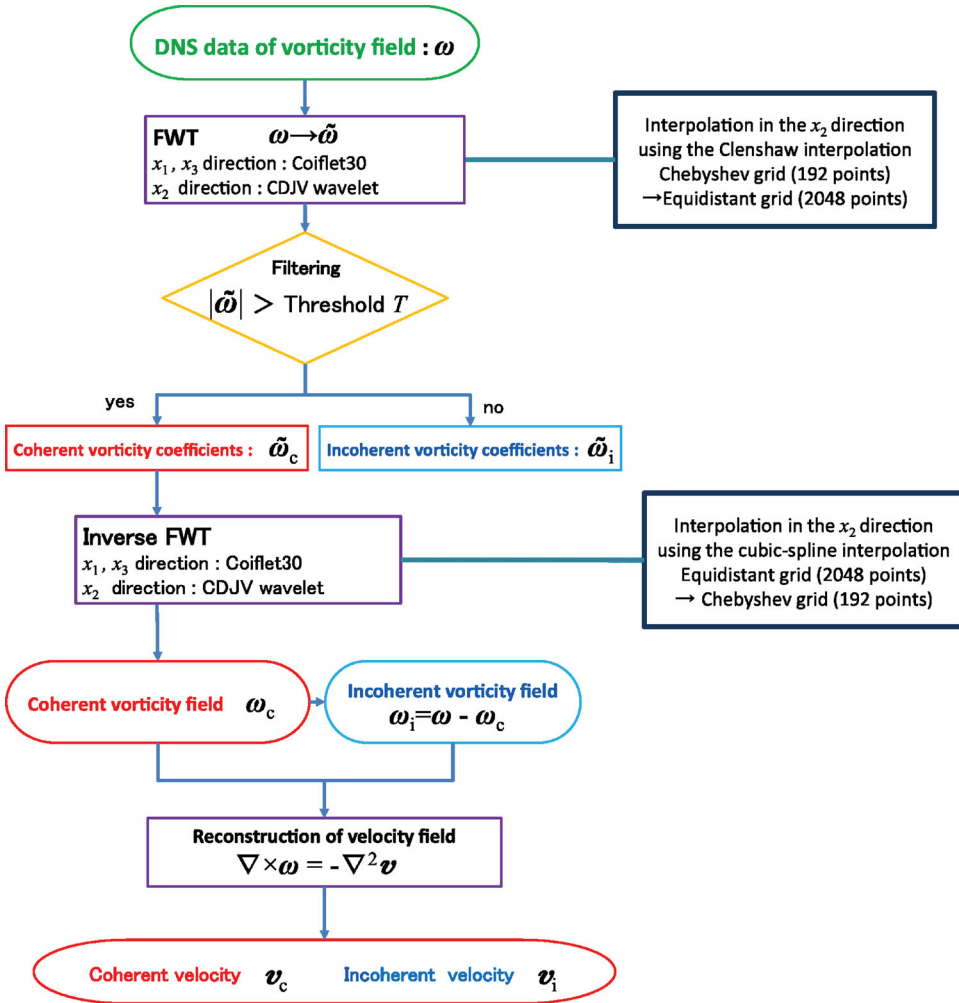 DNS data of vorticity field : ω
FWT ω→ω̃
x₁, x₃ direction : Coiflet30
x₂ direction : CDJV wavelet
Interpolation in the x₂ direction
using the Clenshaw interpolation
Chebyshev grid (192 points)
→Equidistant grid (2048 points)
Filtering
|ω̃| > Threshold T
yes
no
Coherent vorticity coefficients : ω̃c
Incoherent vorticity coefficients : ω̃i
Inverse FWT
x₁, x₃ direction : Coiflet30
x₂ direction : CDJV wavelet
Interpolation in the x₂ direction
using the cubic-spline interpolation
Equidistant grid (2048 points)
→ Chebyshev grid (192 points)
Coherent vorticity field ωc
Incoherent vorticity field
ωi=ω - ωc
Reconstruction of velocity field
∇×ω = -∇²v
Coherent velocity vc Incoherent velocity vi